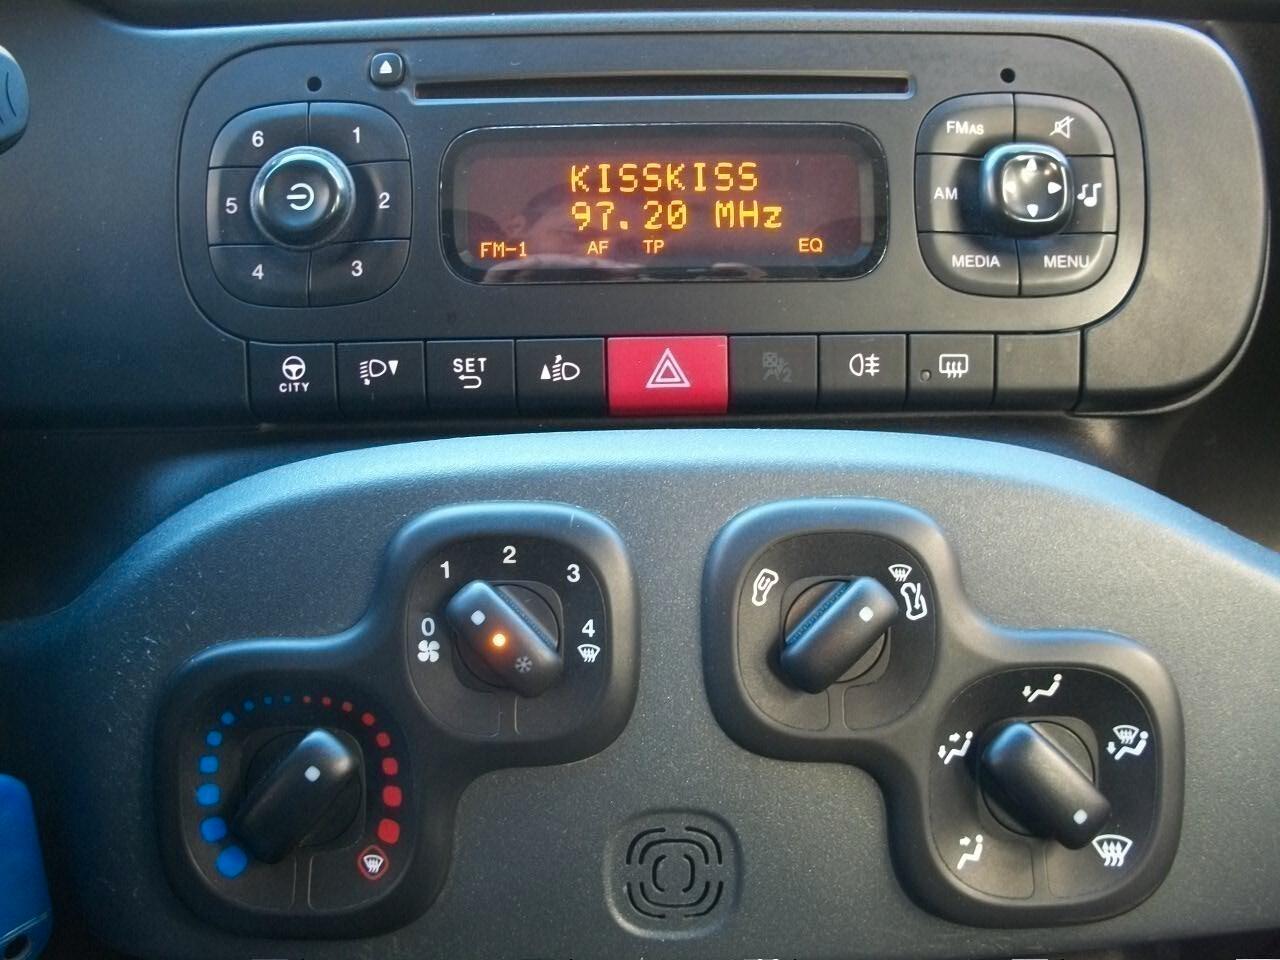 6 1
5 2
4 3
KISSKISS
97.20 MHz
FM-1 AF TP EQ
FMAS
AM
MEDIA MENU
CITY
SET
0 1 2 3 4